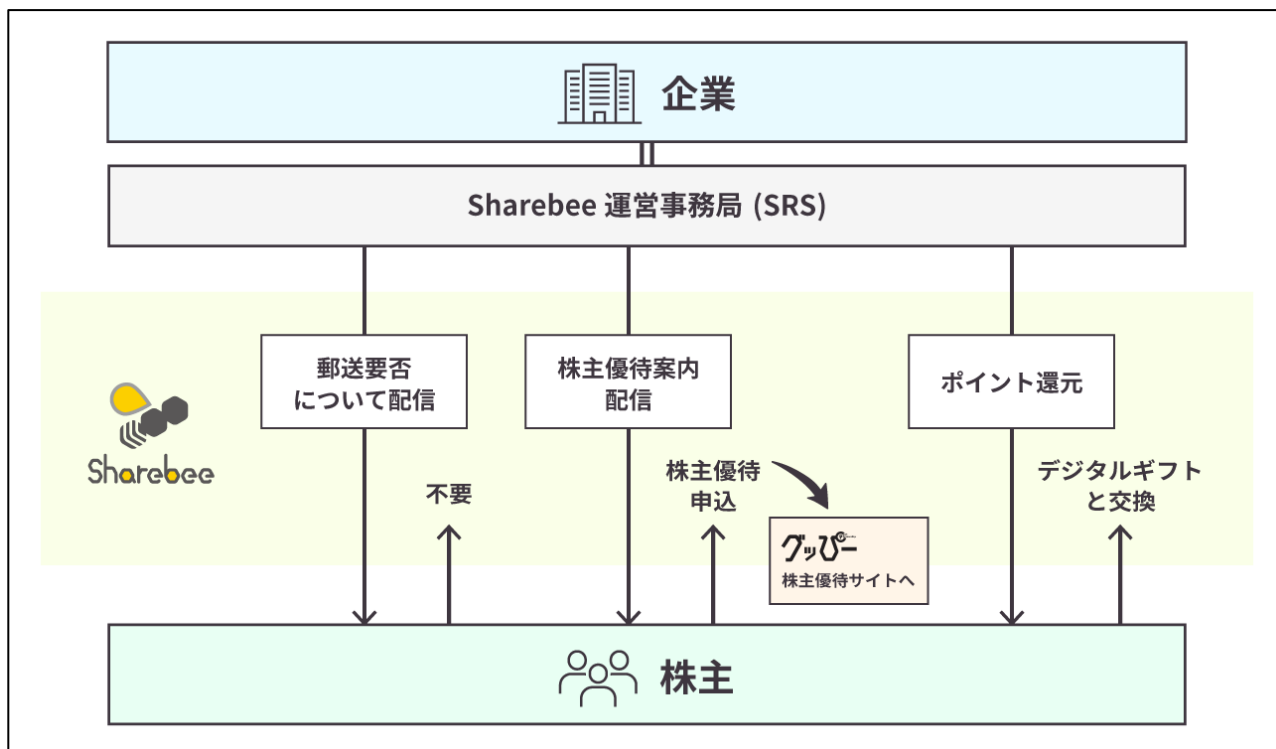 企業
Sharebee 運営事務局 (SRS)
郵送要否
について配信
株主優待案内
配信
ポイント還元
Sharebee
不要
株主優待
申込
デジタルギフト
と交換
グッぴー
株主優待サイトへ
株主